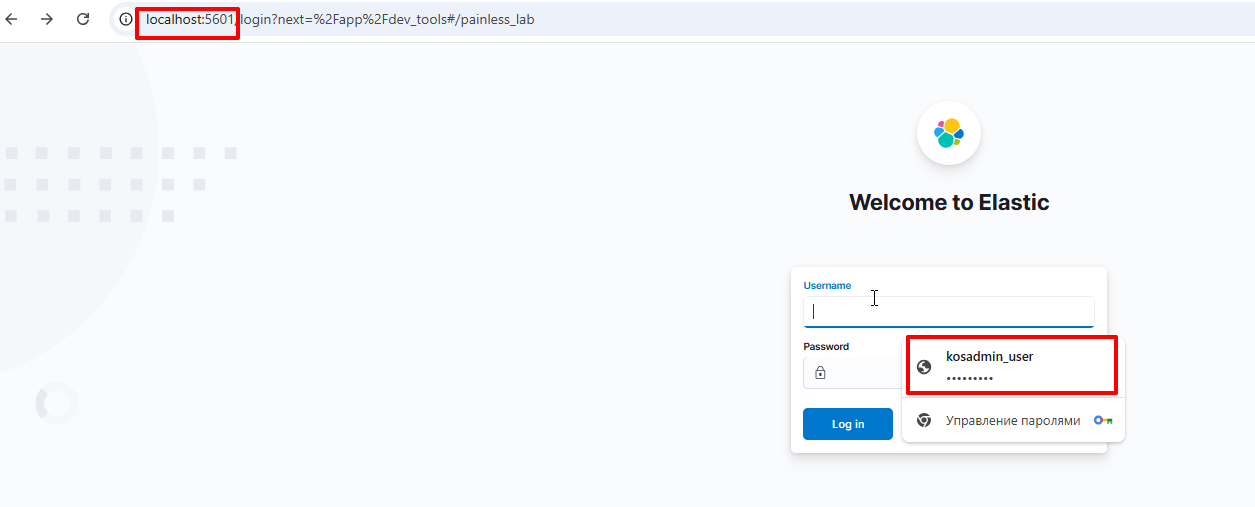 localhost:5601/login?next=%2Fapp%2Fdev_tools#/painless_lab
Welcome to Elastic
Username
Password
kosadmin_user
•••••••••
Log in
Управление паролями